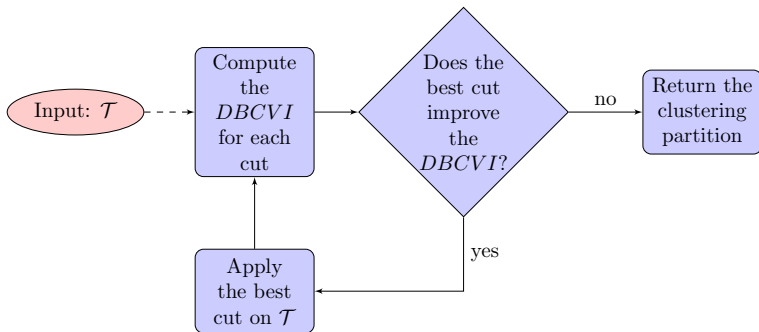 Input: 𝒯
Compute
the
DBCVI
for each
cut
Does the
best cut
improve
the
DBCVI?
no
Return the
clustering
partition
yes
Apply
the best
cut on 𝒯